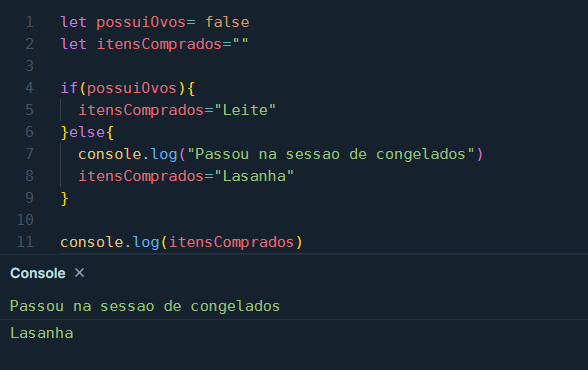 1 let possuiOvos= false
2 let itensComprados=""
3
4 if(possuiOvos){
5 itensComprados="Leite"
6 }else{
7 console.log("Passou na sessao de congelados")
8 itensComprados="Lasanha"
9 }
10
11 console.log(itensComprados)
Console ×
Passou na sessao de congelados
Lasanha